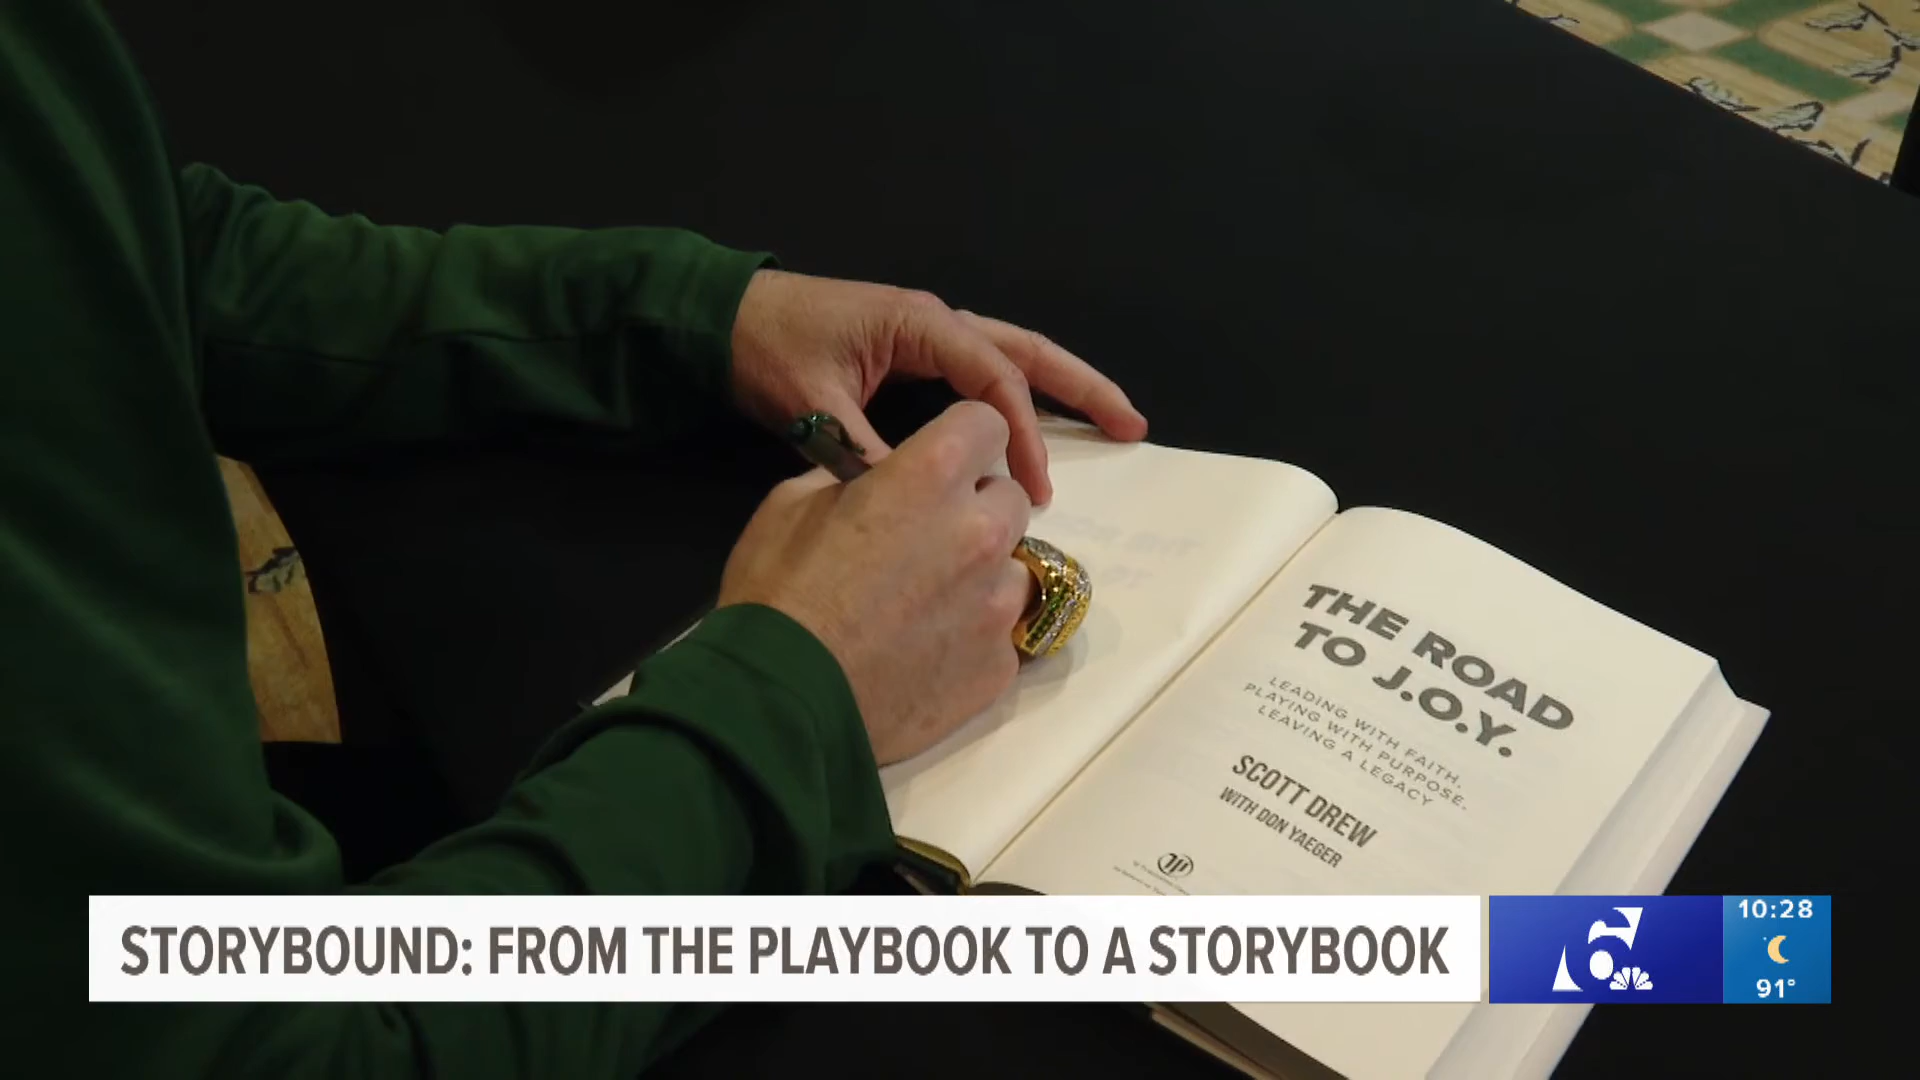 THE ROAD
TO J.O.Y.
LEADING WITH FAITH,
PLAYING WITH PURPOSE,
LEAVING A LEGACY
SCOTT DREW
WITH DON YAEGER
STORYBOUND: FROM THE PLAYBOOK TO A STORYBOOK
6
10:28
91°